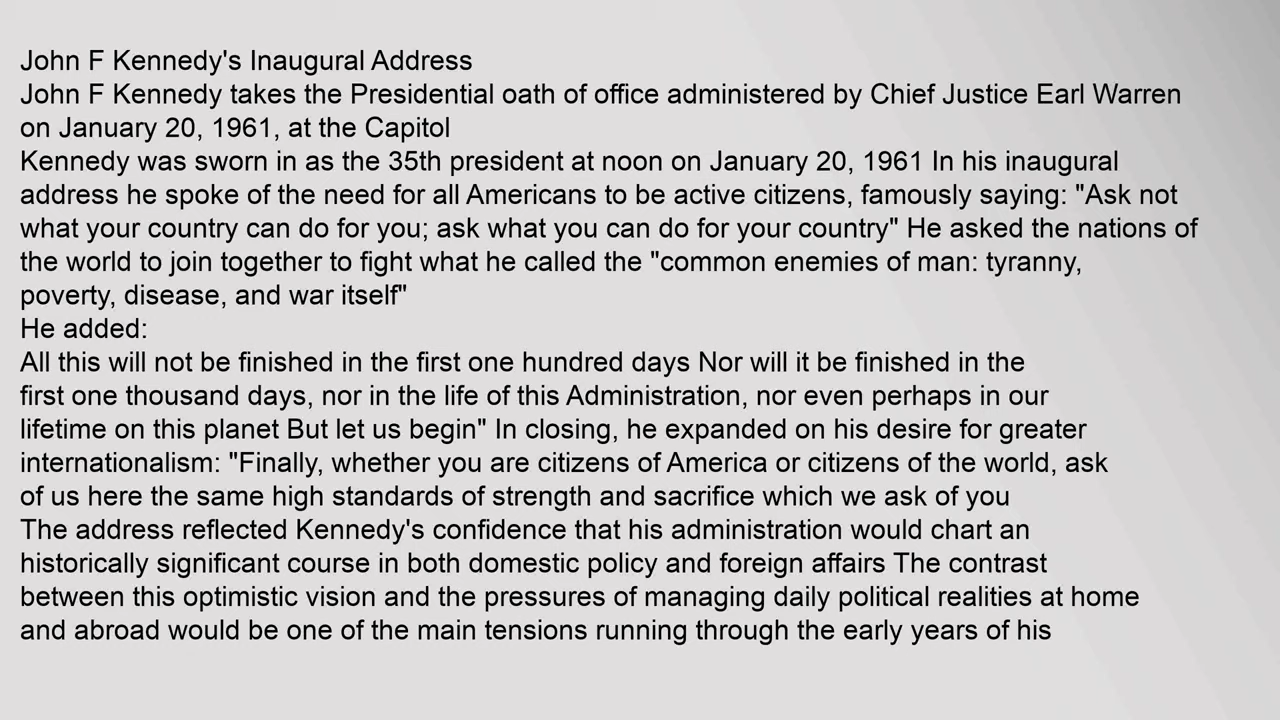 John F Kennedy's Inaugural Address
John F Kennedy takes the Presidential oath of office administered by Chief Justice Earl Warren
on January 20, 1961, at the Capitol
Kennedy was sworn in as the 35th president at noon on January 20, 1961 In his inaugural
address he spoke of the need for all Americans to be active citizens, famously saying: "Ask not
what your country can do for you; ask what you can do for your country" He asked the nations of
the world to join together to fight what he called the "common enemies of man: tyranny,
poverty, disease, and war itself"
He added:
All this will not be finished in the first one hundred days Nor will it be finished in the
first one thousand days, nor in the life of this Administration, nor even perhaps in our
lifetime on this planet But let us begin" In closing, he expanded on his desire for greater
internationalism: "Finally, whether you are citizens of America or citizens of the world, ask
of us here the same high standards of strength and sacrifice which we ask of you
The address reflected Kennedy's confidence that his administration would chart an
historically significant course in both domestic policy and foreign affairs The contrast
between this optimistic vision and the pressures of managing daily political realities at home
and abroad would be one of the main tensions running through the early years of his